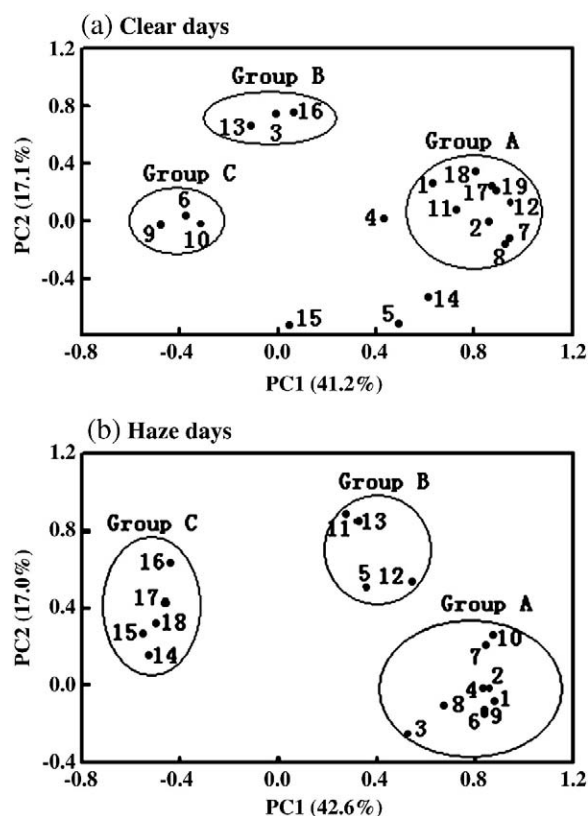 (a) Clear days
1.2
0.8
0.4
0.0
-0.4
PC2 (17.1%)
Group B
13 3 16
Group C
6
9 10
Group A
1 18 17 19
11 2 12
8 7
4
15 5 14
-0.8 -0.4 0.0 0.4 0.8 1.2
PC1 (41.2%)
(b) Haze days
1.2
0.8
0.4
0.0
-0.4
PC2 (17.0%)
Group C
16
17
15 18
14
Group B
11 13
5 12
Group A
7 10
4 2
8 6 9 1
3
-0.8 -0.4 0.0 0.4 0.8 1.2
PC1 (42.6%)